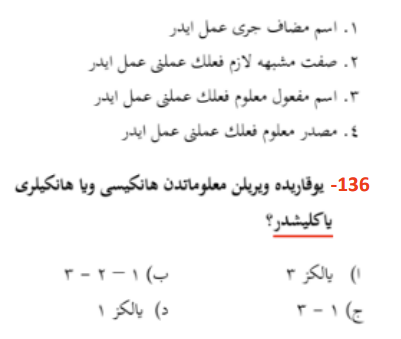 ١. اسم مضاف جرى عمل ايدر
٢. صفت مشبهه لازم فعلك عملنى عمل ايدر
٣. اسم مفعول معلوم فعلك عملنى عمل ايدر
٤. مصدر معلوم فعلك عملنى عمل ايدر
136- يوقاريده ويريلن معلوماتدن هانكيسى ويا هانكيلرى
ياكليشدر؟
ا) يالكز ٣ ب) ١ – ٢ – ٣
ج) ١ – ٣ د) يالكز ١